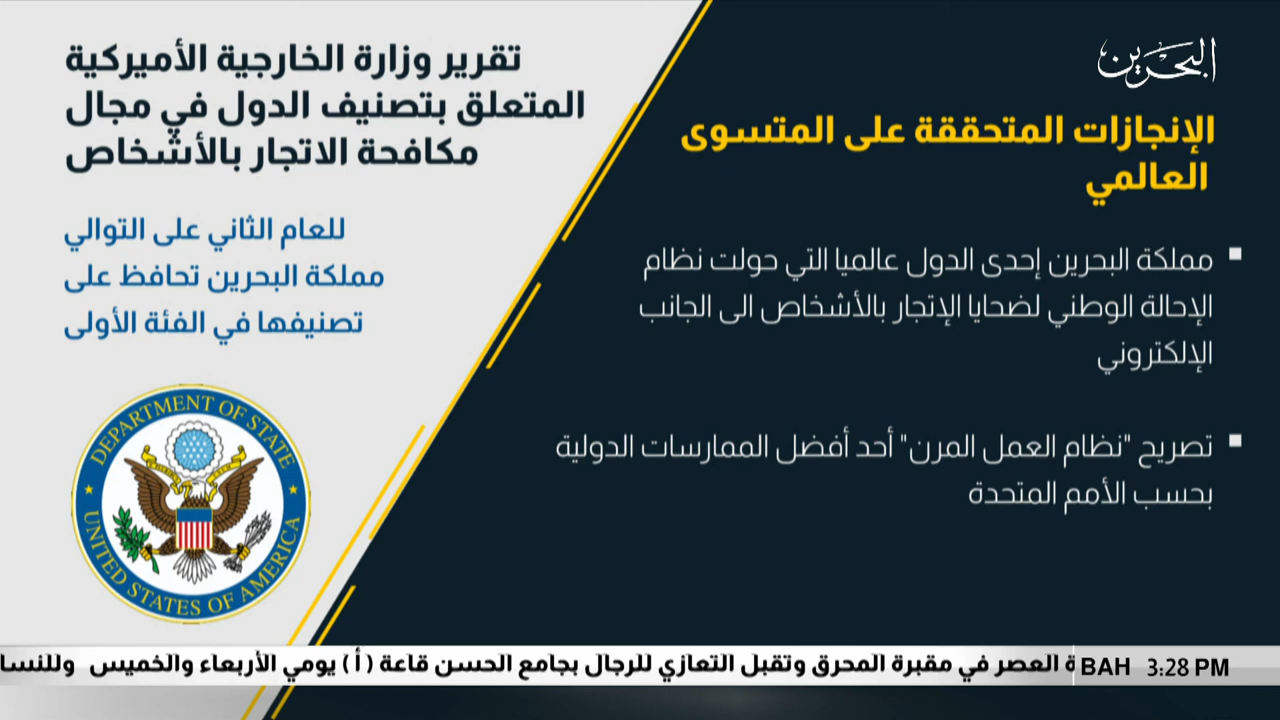 البحرين
الإنجازات المتحققة على المتسوى
العالمي
مملكة البحرين إحدى الدول عالميا التي حولت نظام
الإحالة الوطني لضحايا الإتجار بالأشخاص الى الجانب
الإلكتروني
تصريح "نظام العمل المرن" أحد أفضل الممارسات الدولية
بحسب الأمم المتحدة
تقرير وزارة الخارجية الأميركية
المتعلق بتصنيف الدول في مجال
مكافحة الاتجار بالأشخاص
للعام الثاني على التوالي
مملكة البحرين تحافظ على
تصنيفها في الفئة الأولى
DEPARTMENT OF STATE
UNITED STATES OF AMERICA
العصر في مقبرة المحرق وتقبل التعازي للرجال بجامع الحسن قاعة ( أ ) يومي الأربعاء والخميس
BAH 3:28 PM